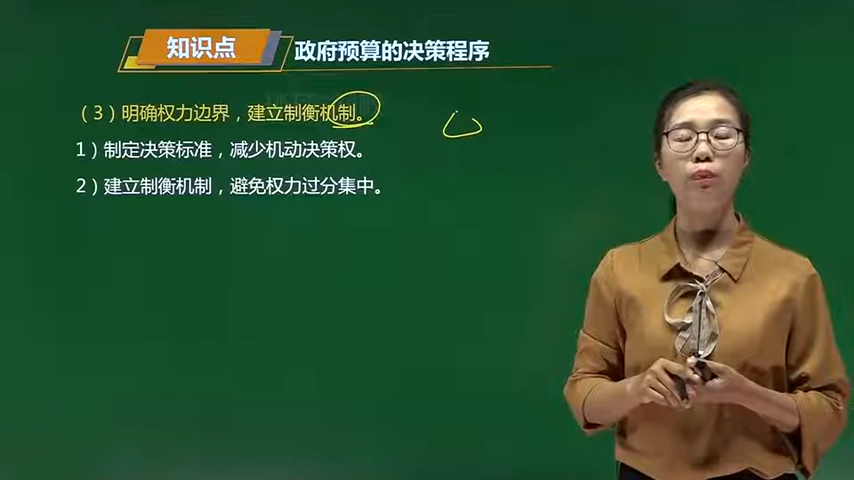 知识点
政府预算的决策程序
（3）明确权力边界，建立制衡机制。
1）制定决策标准，减少机动决策权。
2）建立制衡机制，避免权力过分集中。